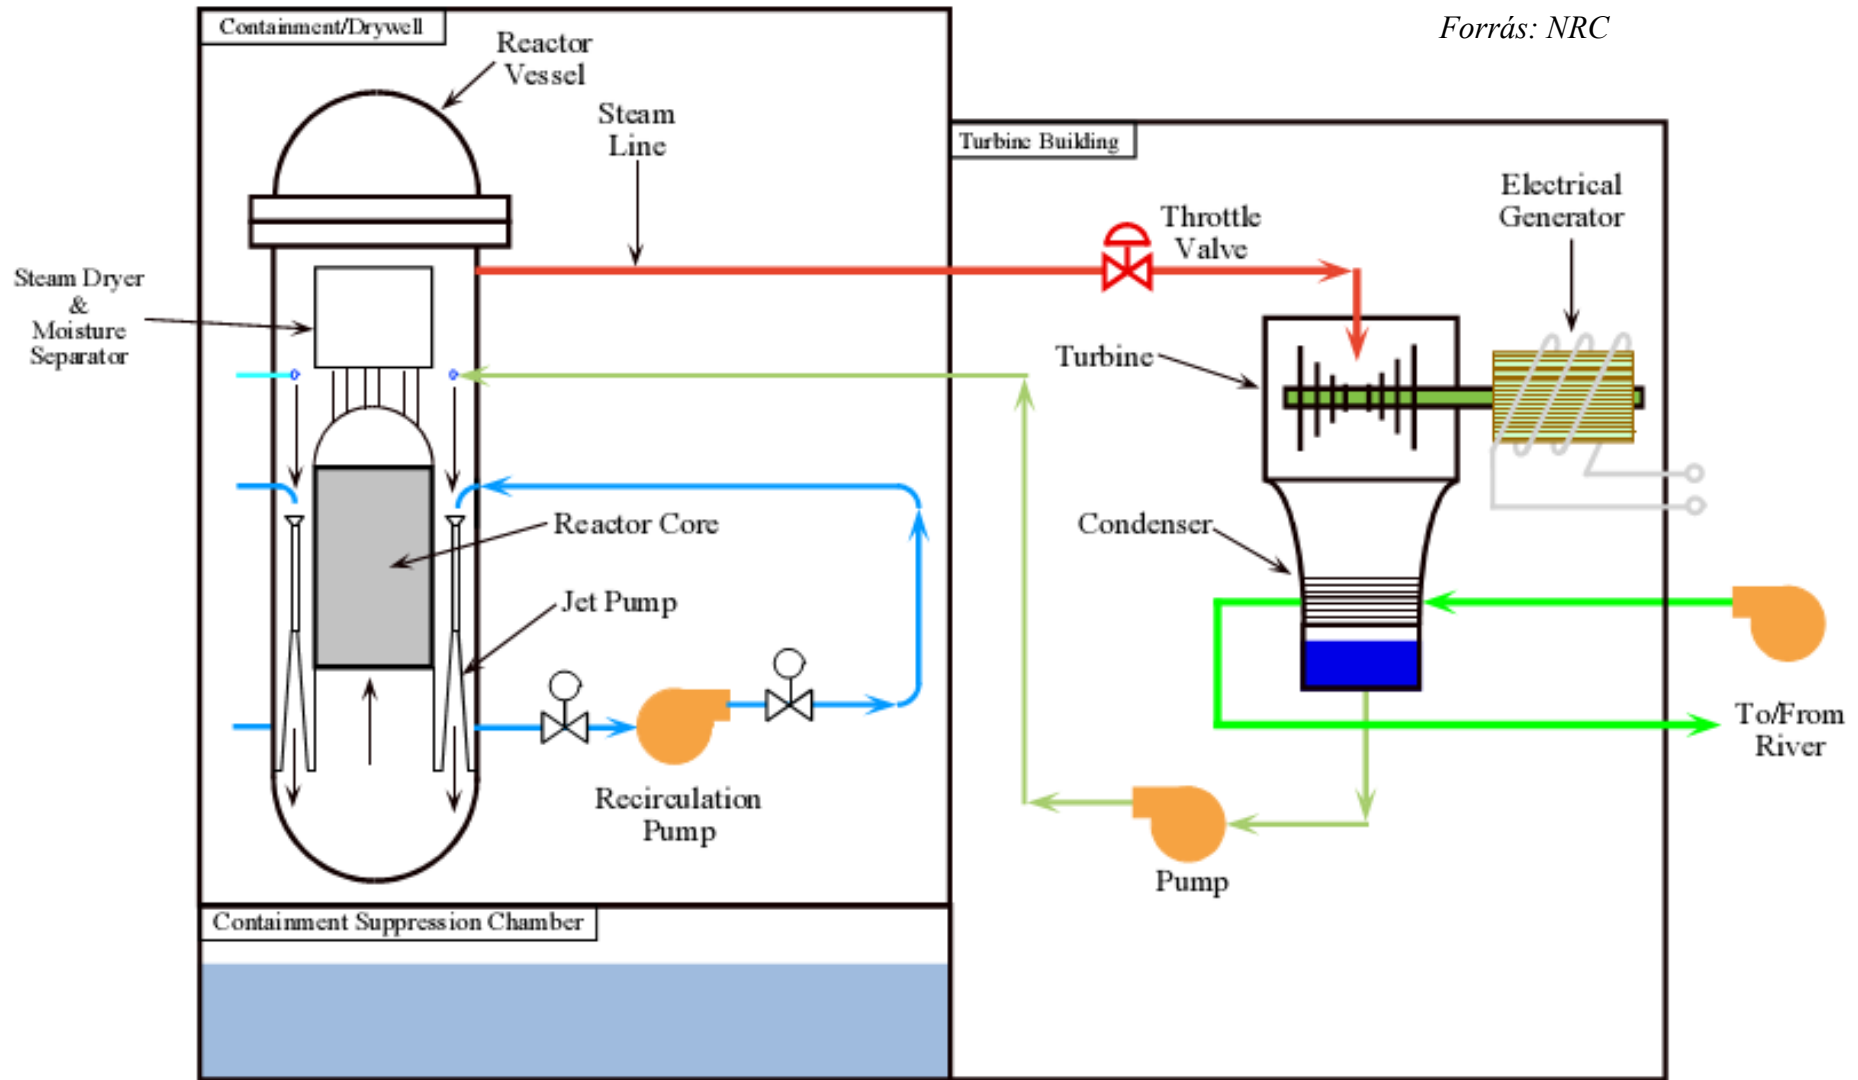 Containment/Drywell
Forrás: NRC
Reactor
Vessel
Steam
Line
Turbine Building
Electrical
Generator
Throttle
Valve
Steam Dryer
&
Moisture
Separator
Turbine
Reactor Core
Condenser
Jet Pump
To/From
River
Recirculation
Pump
Pump
Containment Suppression Chamber